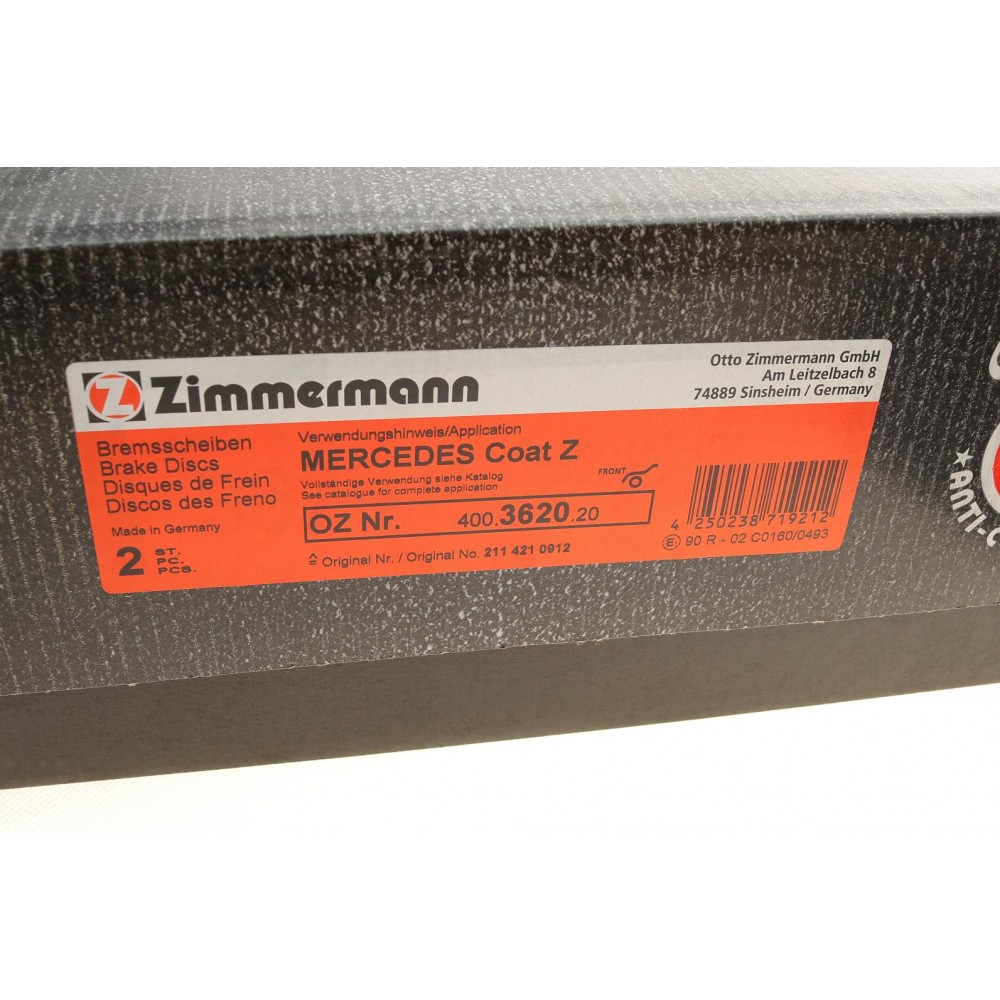 Z Zimmermann
Otto Zimmermann GmbH
Am Leitzelbach 8
74889 Sinsheim / Germany
Bremsscheiben
Brake Discs
Disques de Frein
Discos des Freno
Made in Germany
2 ST.
PC.
PCS.
Verwendungshinweis/Application
MERCEDES Coat Z
Vollständige Verwendung siehe Katalog
See catalogue for complete application
FRONT
OZ Nr. 400.3620.20
≙ Original Nr. / Original No. 211 421 0912
4 250238 719212
E1 90 R - 02 C0160/0493
★ANTI-C